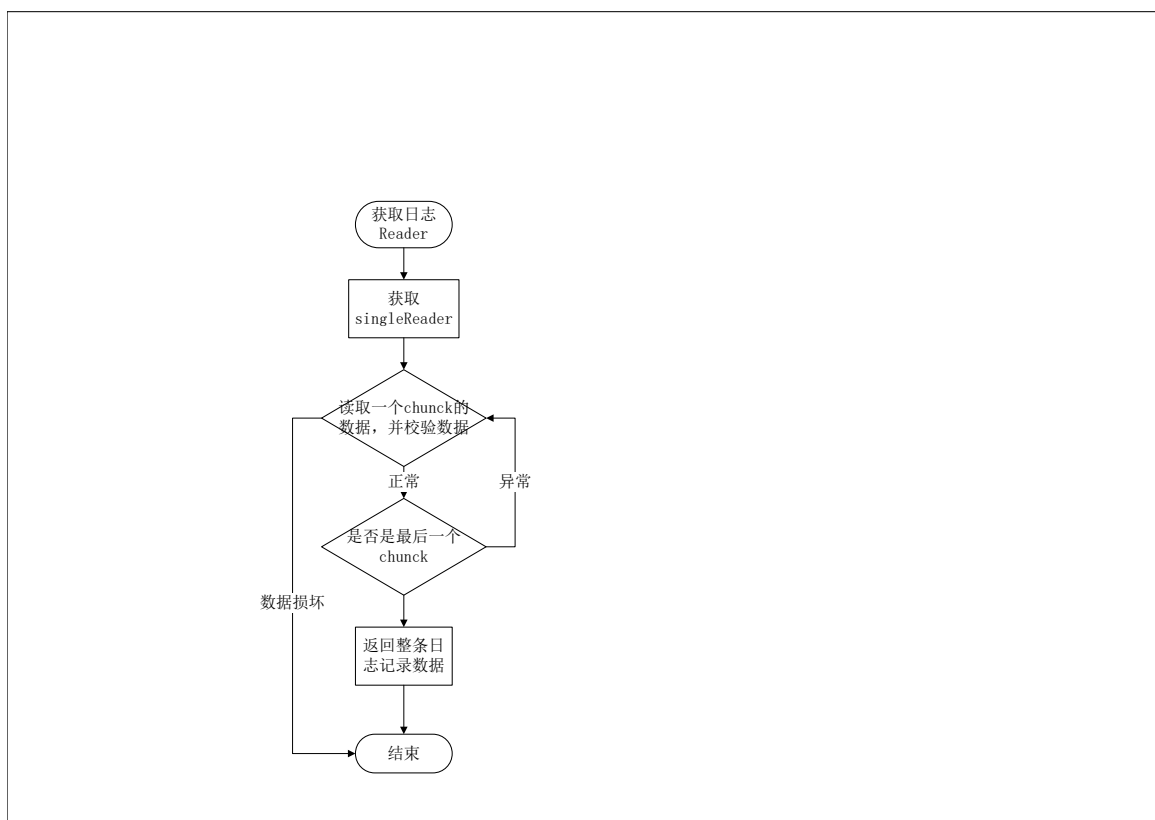 获取日志
Reader
获取
singleReader
读取一个chunck的
数据，并校验数据
正常
异常
是否是最后一个
chunck
数据损坏
返回整条日
志记录数据
结束